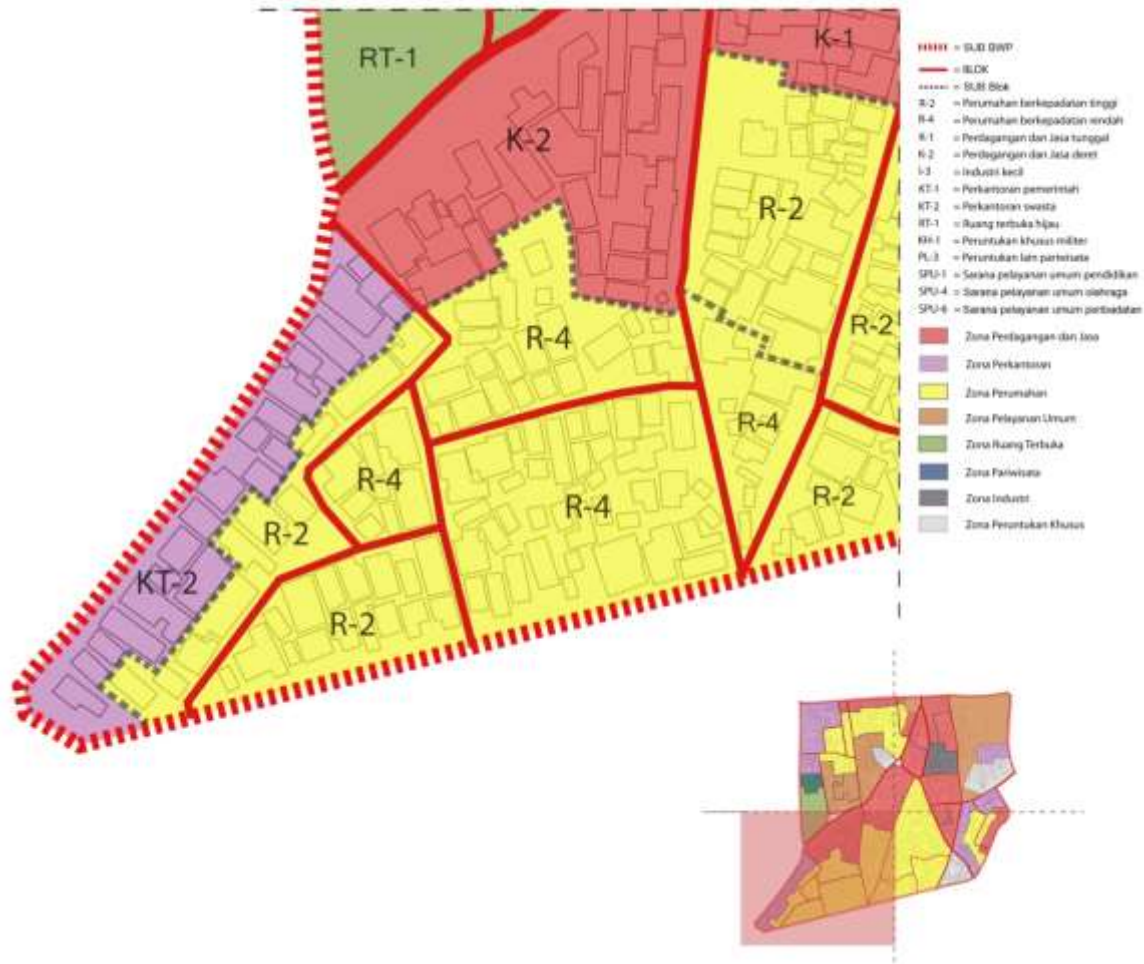 RT-1
K-1
K-2
R-2
R-2
R-4
R-4
R-4
R-4
R-2
R-2
R-2
KT-2
= SUB BWP
= BLOK
= SUB Blok
R-2 = Perumahan berkepadatan tinggi
R-4 = Perumahan berkepadatan rendah
K-1 = Perdagangan dan Jasa tunggal
K-2 = Perdagangan dan Jasa deret
I-3 = Industri kecil
KT-1 = Perkantoran pemerintah
KT-2 = Perkantoran swasta
RT-1 = Ruang terbuka hijau
KH-1 = Peruntukan khusus militer
PL-3 = Peruntukan lain pariwisata
SPU-1 = Sarana pelayanan umum pendidikan
SPU-4 = Sarana pelayanan umum olahraga
SPU-6 = Sarana pelayanan umum peribadatan
Zona Perdagangan dan Jasa
Zona Perkantoran
Zona Perumahan
Zona Pelayanan Umum
Zona Ruang Terbuka
Zona Pariwisata
Zona Industri
Zona Peruntukan Khusus